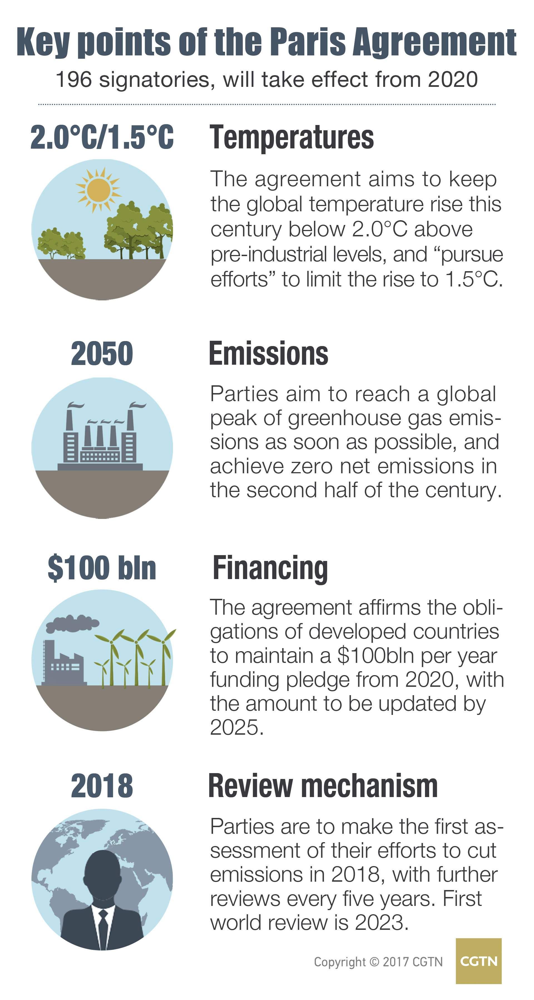 Key points of the Paris Agreement
196 signatories, will take effect from 2020
2.0°C/1.5°C
Temperatures
The agreement aims to keep
the global temperature rise this
century below 2.0°C above
pre-industrial levels, and “pursue
efforts” to limit the rise to 1.5°C.
2050
Emissions
Parties aim to reach a global
peak of greenhouse gas emis-
sions as soon as possible, and
achieve zero net emissions in
the second half of the century.
$100 bln
Financing
The agreement affirms the obli-
gations of developed countries
to maintain a $100bln per year
funding pledge from 2020, with
the amount to be updated by
2025.
2018
Review mechanism
Parties are to make the first as-
sessment of their efforts to cut
emissions in 2018, with further
reviews every five years. First
world review is 2023.
Copyright © 2017 CGTN
CGTN